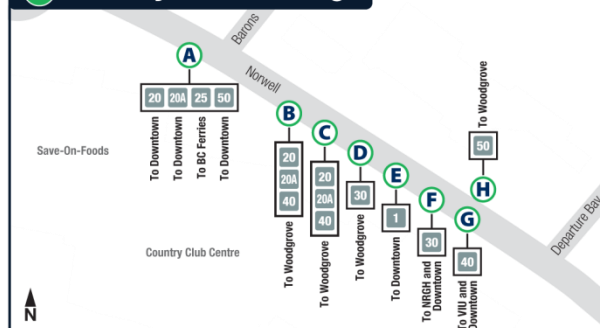 Barons
Norwell
A
20 20A 25 50
To Downtown
To Downtown
To BC Ferries
To Downtown
Save-On-Foods
B
20
20A
40
To Woodgrove
C
20
20A
40
To Woodgrove
D
30
To Woodgrove
E
1
To Downtown
F
30
To NRGH and
Downtown
G
40
To VIU and
Downtown
To Woodgrove
50
H
Departure Bay
Country Club Centre
N